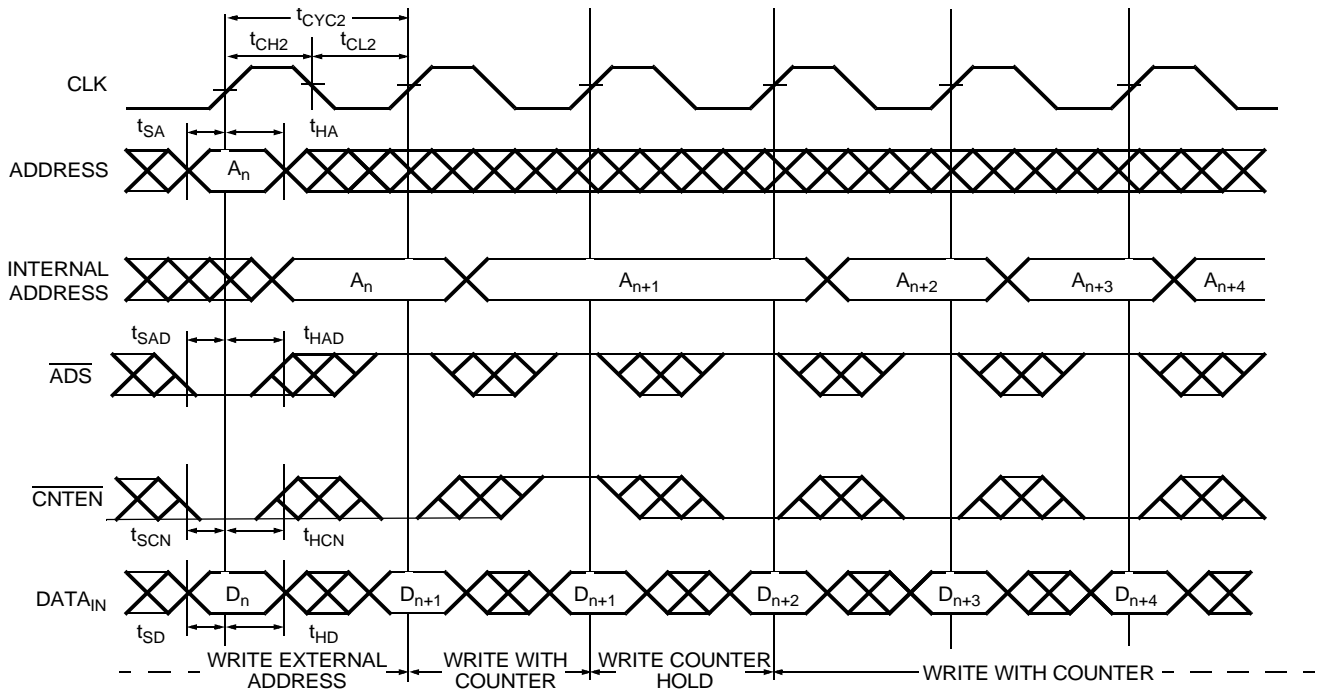 tCYC2
tCH2 tCL2
CLK
tSA tHA
ADDRESS An
INTERNAL
ADDRESS An An+1 An+2 An+3 An+4
tSAD tHAD
ADS
CNTEN
tSCN tHCN
DATAIN Dn Dn+1 Dn+1 Dn+2 Dn+3 Dn+4
tSD tHD
WRITE EXTERNAL
ADDRESS
WRITE WITH
COUNTER
WRITE COUNTER
HOLD
WRITE WITH COUNTER